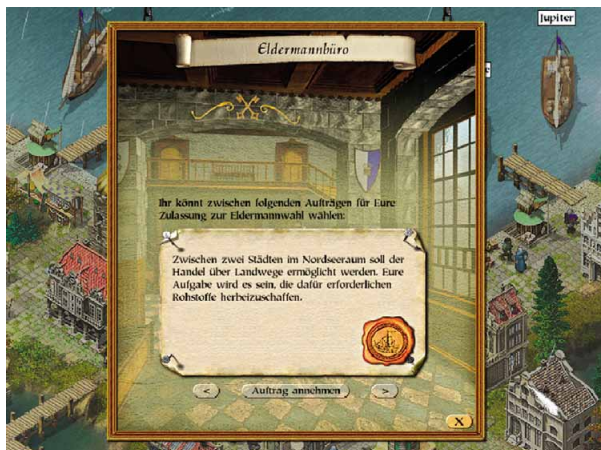 Jupiter
Eldermannbüro
Ihr könnt zwischen folgenden Aufträgen für Eure
Zulassung zur Eldermannwahl wählen:
Zwischen zwei Städten im Nordseeraum soll der
Handel über Landwege ermöglicht werden. Eure
Aufgabe wird es sein, die dafür erforderlichen
Rohstoffe herbeizuschaffen.
< Auftrag annehmen >
X